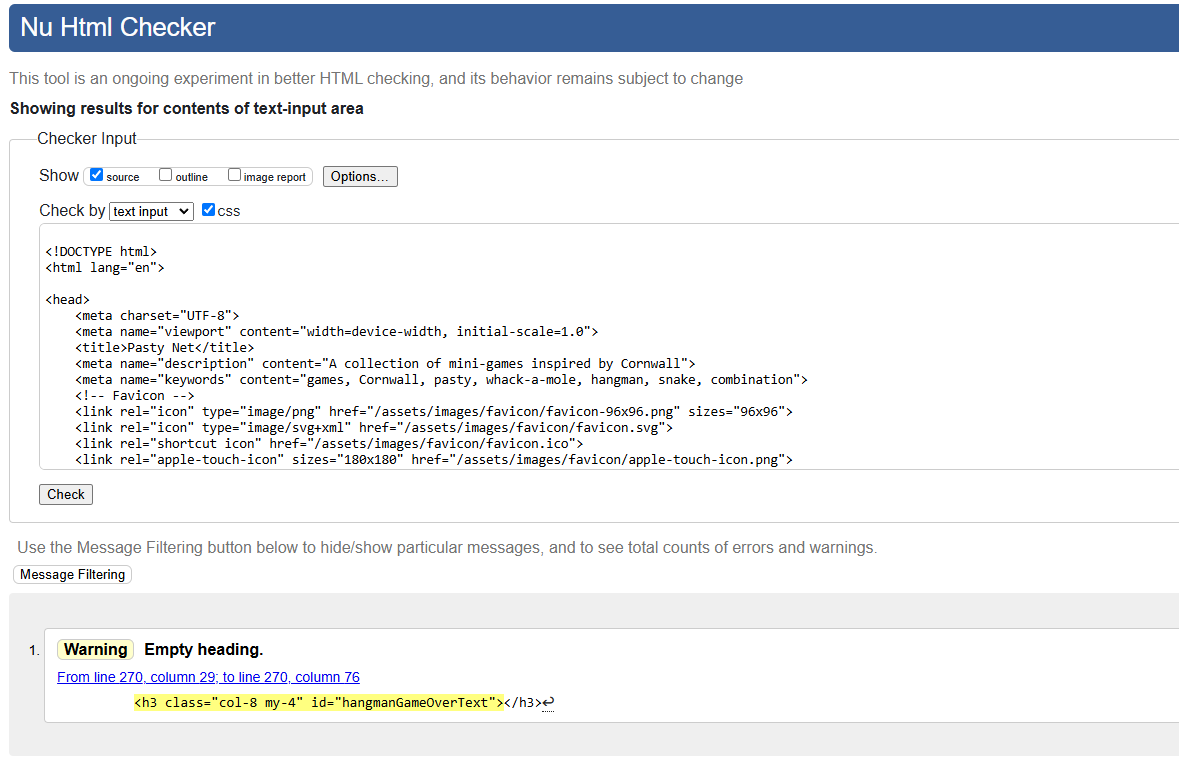 Nu Html Checker
This tool is an ongoing experiment in better HTML checking, and its behavior remains subject to change
Showing results for contents of text-input area
Checker Input
Show source outline image report Options...
Check by text input css
<!DOCTYPE html>
<html lang="en">
<head>
<meta charset="UTF-8">
<meta name="viewport" content="width=device-width, initial-scale=1.0">
<title>Pasty Net</title>
<meta name="description" content="A collection of mini-games inspired by Cornwall">
<meta name="keywords" content="games, Cornwall, pasty, whack-a-mole, hangman, snake, combination">
<!-- Favicon -->
<link rel="icon" type="image/png" href="/assets/images/favicon/favicon-96x96.png" sizes="96x96">
<link rel="icon" type="image/svg+xml" href="/assets/images/favicon/favicon.svg">
<link rel="shortcut icon" href="/assets/images/favicon/favicon.ico">
<link rel="apple-touch-icon" sizes="180x180" href="/assets/images/favicon/apple-touch-icon.png">
Check
Use the Message Filtering button below to hide/show particular messages, and to see total counts of errors and warnings.
Message Filtering
1. Warning Empty heading.
From line 270, column 29; to line 270, column 76
<h3 class="col-8 my-4" id="hangmanGameOverText"></h3>↩